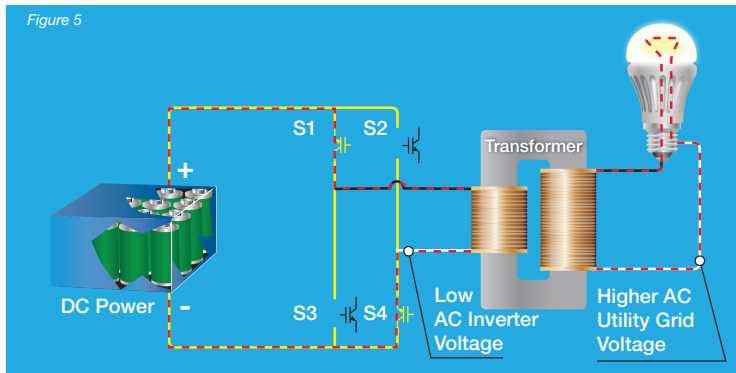 Figure 5
S1
S2
Transformer
+
DC Power
-
S3
S4
Low
AC Inverter
Voltage
Higher AC
Utility Grid
Voltage